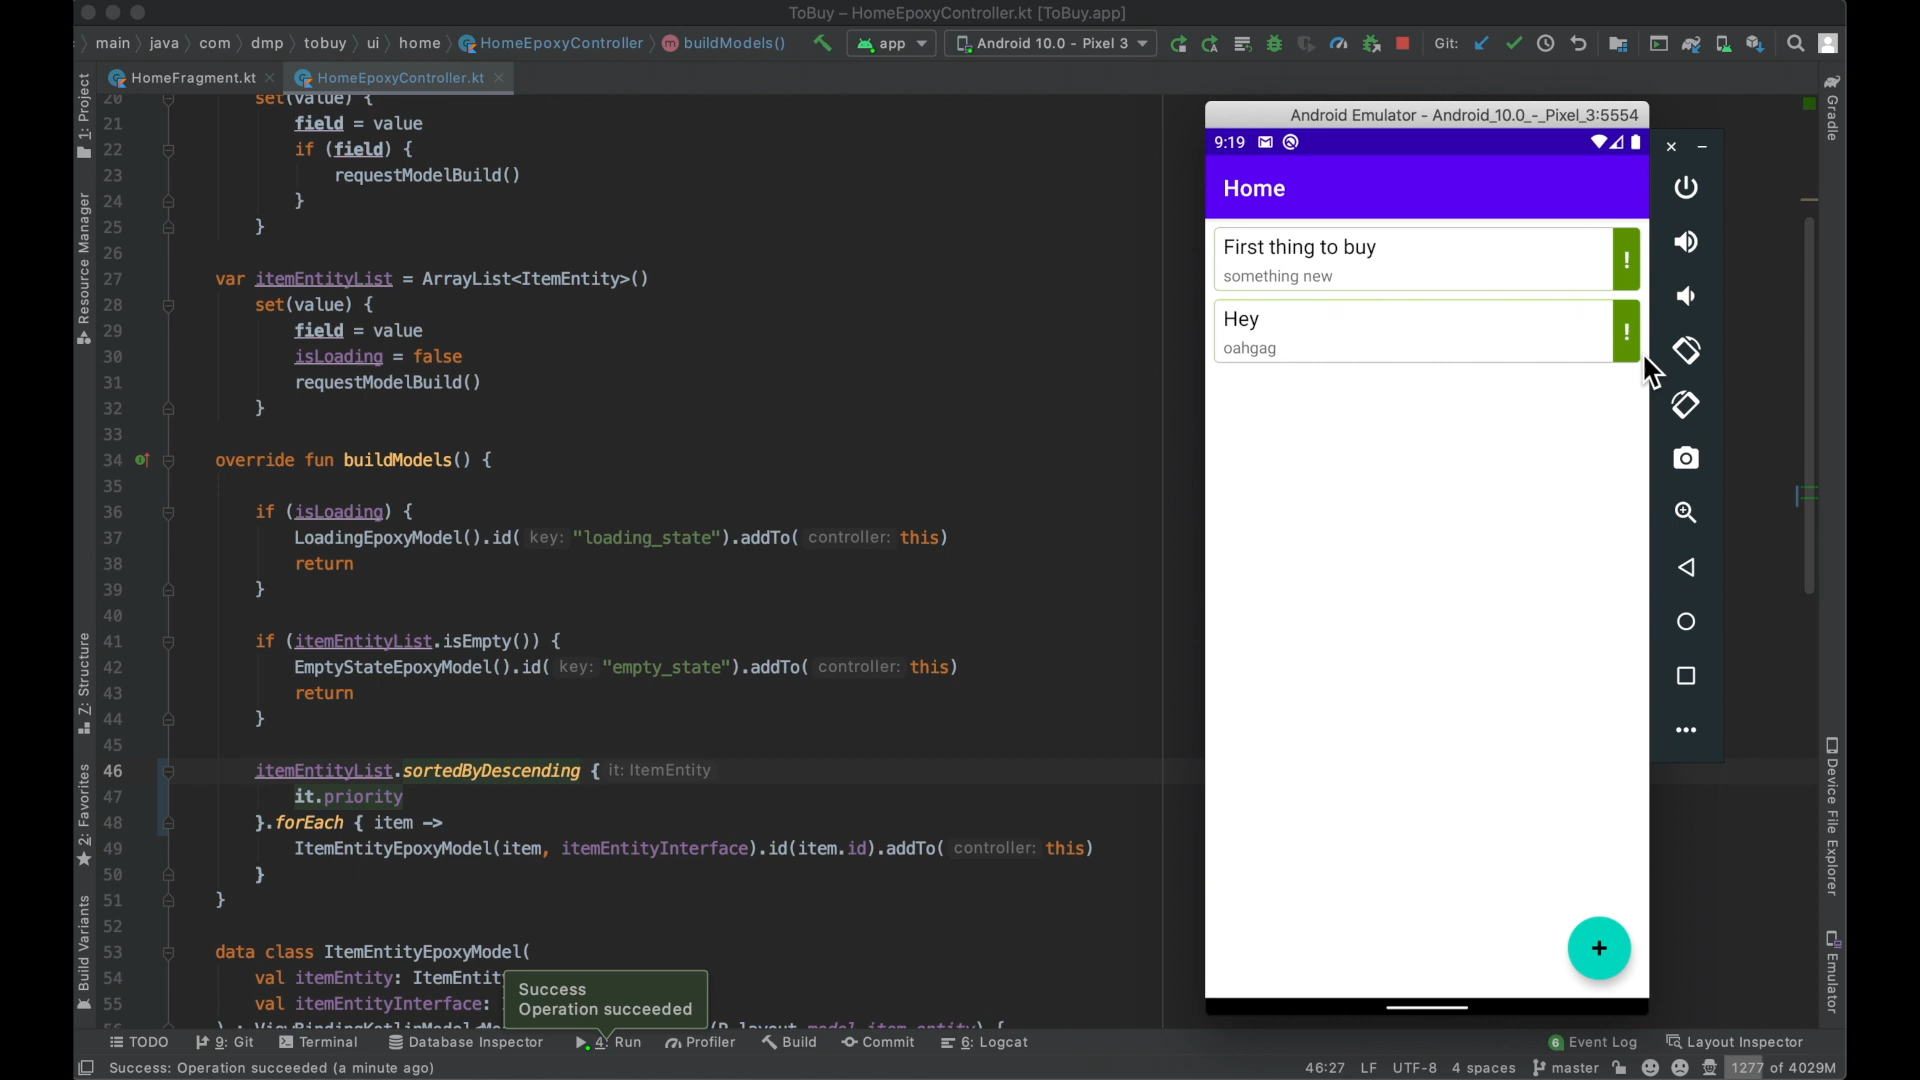 ToBuy – HomeEpoxyController.kt [ToBuy.app]
main java com dmp tobuy ui home HomeEpoxyController buildModels() app Android 10.0 - Pixel 3 Git:
HomeFragment.kt HomeEpoxyController.kt
20 set(value) {
21 field = value
22 if (field) {
23 requestModelBuild()
24 }
25 }
26
27 var itemEntityList = ArrayList<ItemEntity>()
28 set(value) {
29 field = value
30 isLoading = false
31 requestModelBuild()
32 }
33
34 override fun buildModels() {
35
36 if (isLoading) {
37 LoadingEpoxyModel().id( key: "loading_state").addTo( controller: this)
38 return
39 }
40
41 if (itemEntityList.isEmpty()) {
42 EmptyStateEpoxyModel().id( key: "empty_state").addTo( controller: this)
43 return
44 }
45
46 itemEntityList.sortedByDescending { it: ItemEntity
47 it.priority
48 }.forEach { item ->
49 ItemEntityEpoxyModel(item, itemEntityInterface).id(item.id).addTo( controller: this)
50 }
51 }
52
53 data class ItemEntityEpoxyModel(
54 val itemEntity: ItemEntit
55 val itemEntityInterface:
Success
Operation succeeded
1: Project
Resource Manager
Z: Structure
2: Favorites
Build Variants
Android Emulator - Android_10.0_-_Pixel_3:5554
9:19
Home
First thing to buy
something new
!
Hey
oahgag
!
+
Gradle
Device File Explorer
Emulator
TODO 9: Git Terminal Database Inspector 4: Run Profiler Build Commit 6: Logcat 6 Event Log Layout Inspector
Success: Operation succeeded (a minute ago) 46:27 LF UTF-8 4 spaces master 1277 of 4029M